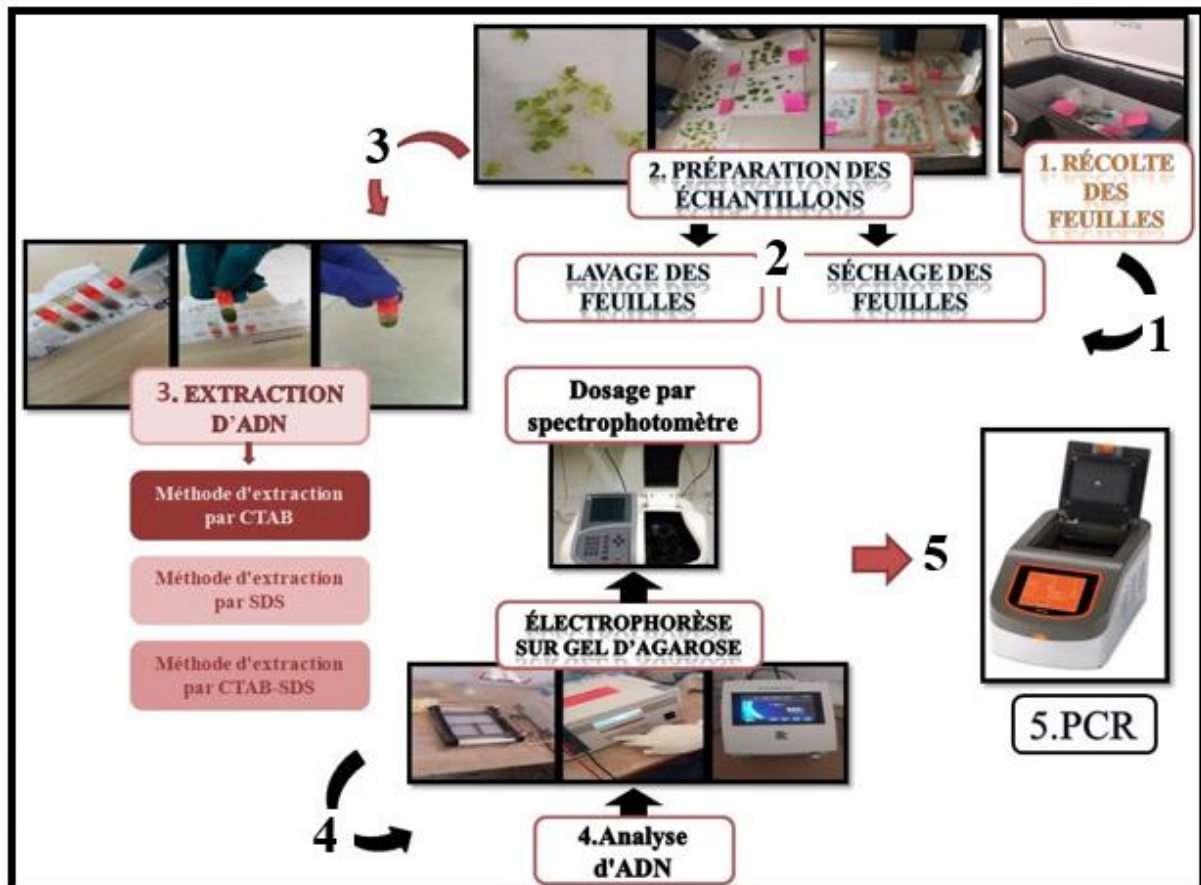 1. RÉCOLTE
DES
FEUILLES
1
2. PRÉPARATION DES
ÉCHANTILLONS
2
LAVAGE DES
FEUILLES
SÉCHAGE DES
FEUILLES
3
3. EXTRACTION
D'ADN
Méthode d'extraction
par CTAB
Méthode d'extraction
par SDS
Méthode d'extraction
par CTAB-SDS
4
4.Analyse
d'ADN
ÉLECTROPHORÈSE
SUR GEL D'AGAROSE
Dosage par
spectrophotomètre
5
5.PCR